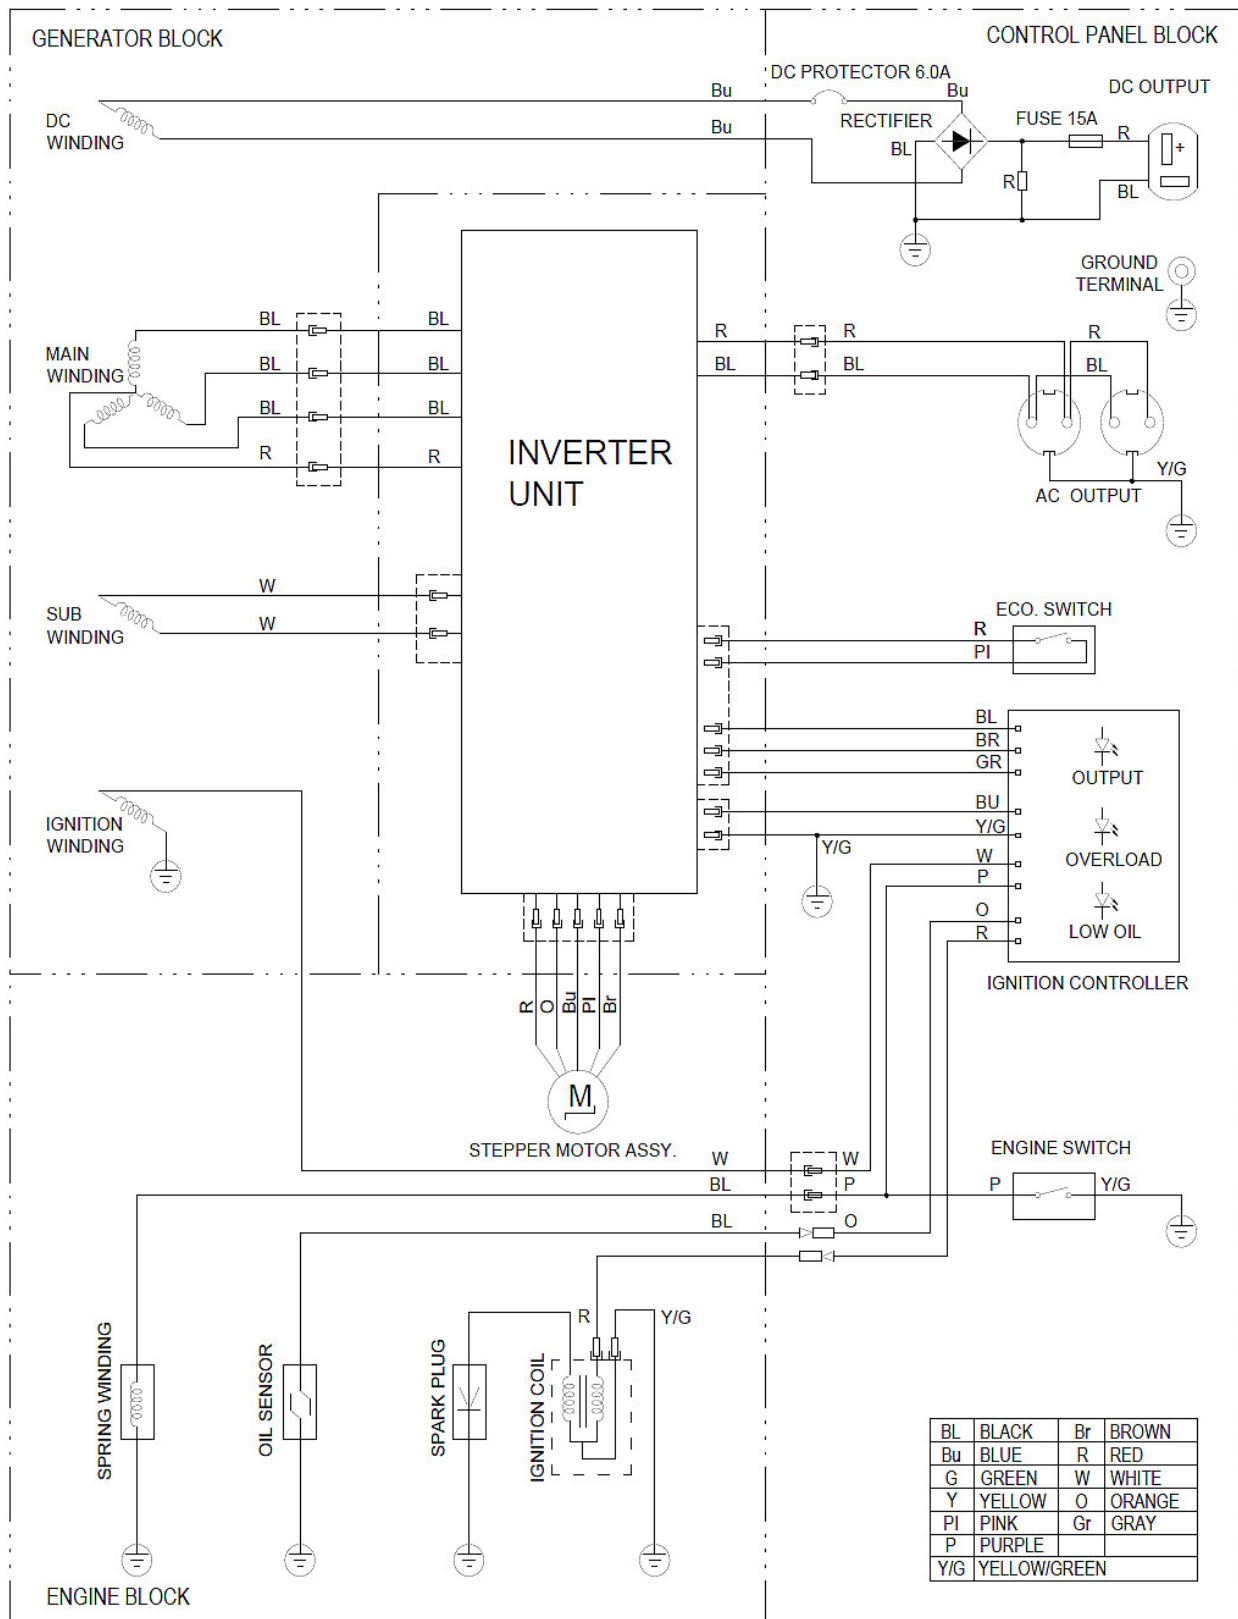 GENERATOR BLOCK
CONTROL PANEL BLOCK
DC PROTECTOR 6.0A
DC OUTPUT
Bu
Bu
DC
WINDING
Bu
RECTIFIER
FUSE 15A
R
+
BL
R
BL
GROUND
TERMINAL
BL
BL
R
R
R
MAIN
WINDING
BL
BL
BL
BL
BL
BL
BL
R
R
INVERTER
UNIT
Y/G
AC OUTPUT
W
SUB
WINDING
W
ECO. SWITCH
R
PI
BL
BR
GR
OUTPUT
IGNITION
WINDING
BU
Y/G
Y/G
OVERLOAD
W
P
O
R
LOW OIL
IGNITION CONTROLLER
R
O
Bu
PI
Br
M
STEPPER MOTOR ASSY.
ENGINE SWITCH
W
W
BL
P
P
Y/G
BL
O
R
Y/G
SPRING WINDING
OIL SENSOR
SPARK PLUG
IGNITION COIL
BL BLACK Br BROWN
Bu BLUE R RED
G GREEN W WHITE
Y YELLOW O ORANGE
PI PINK Gr GRAY
P PURPLE
Y/G YELLOW/GREEN
ENGINE BLOCK